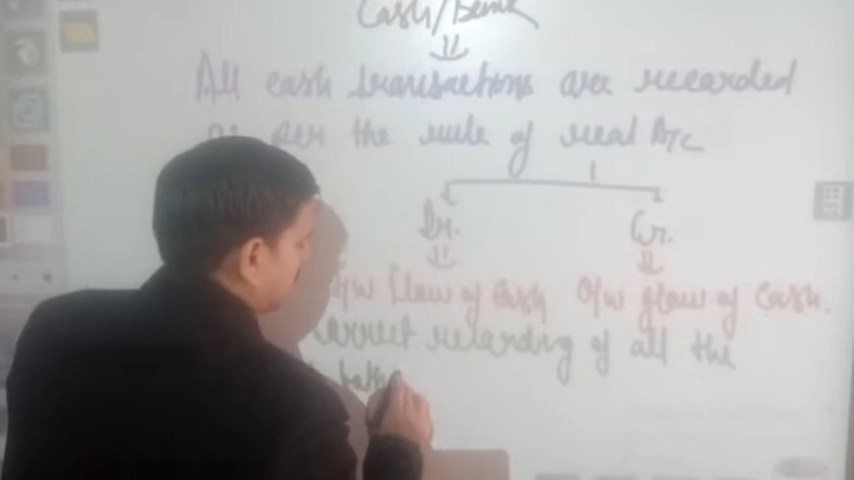 Cash/Bank
All cash transactions are recorded
as per the rule of real A/c
Dr. Cr.
I/w flow of Cash O/w flow of Cash.
correct recording of all the